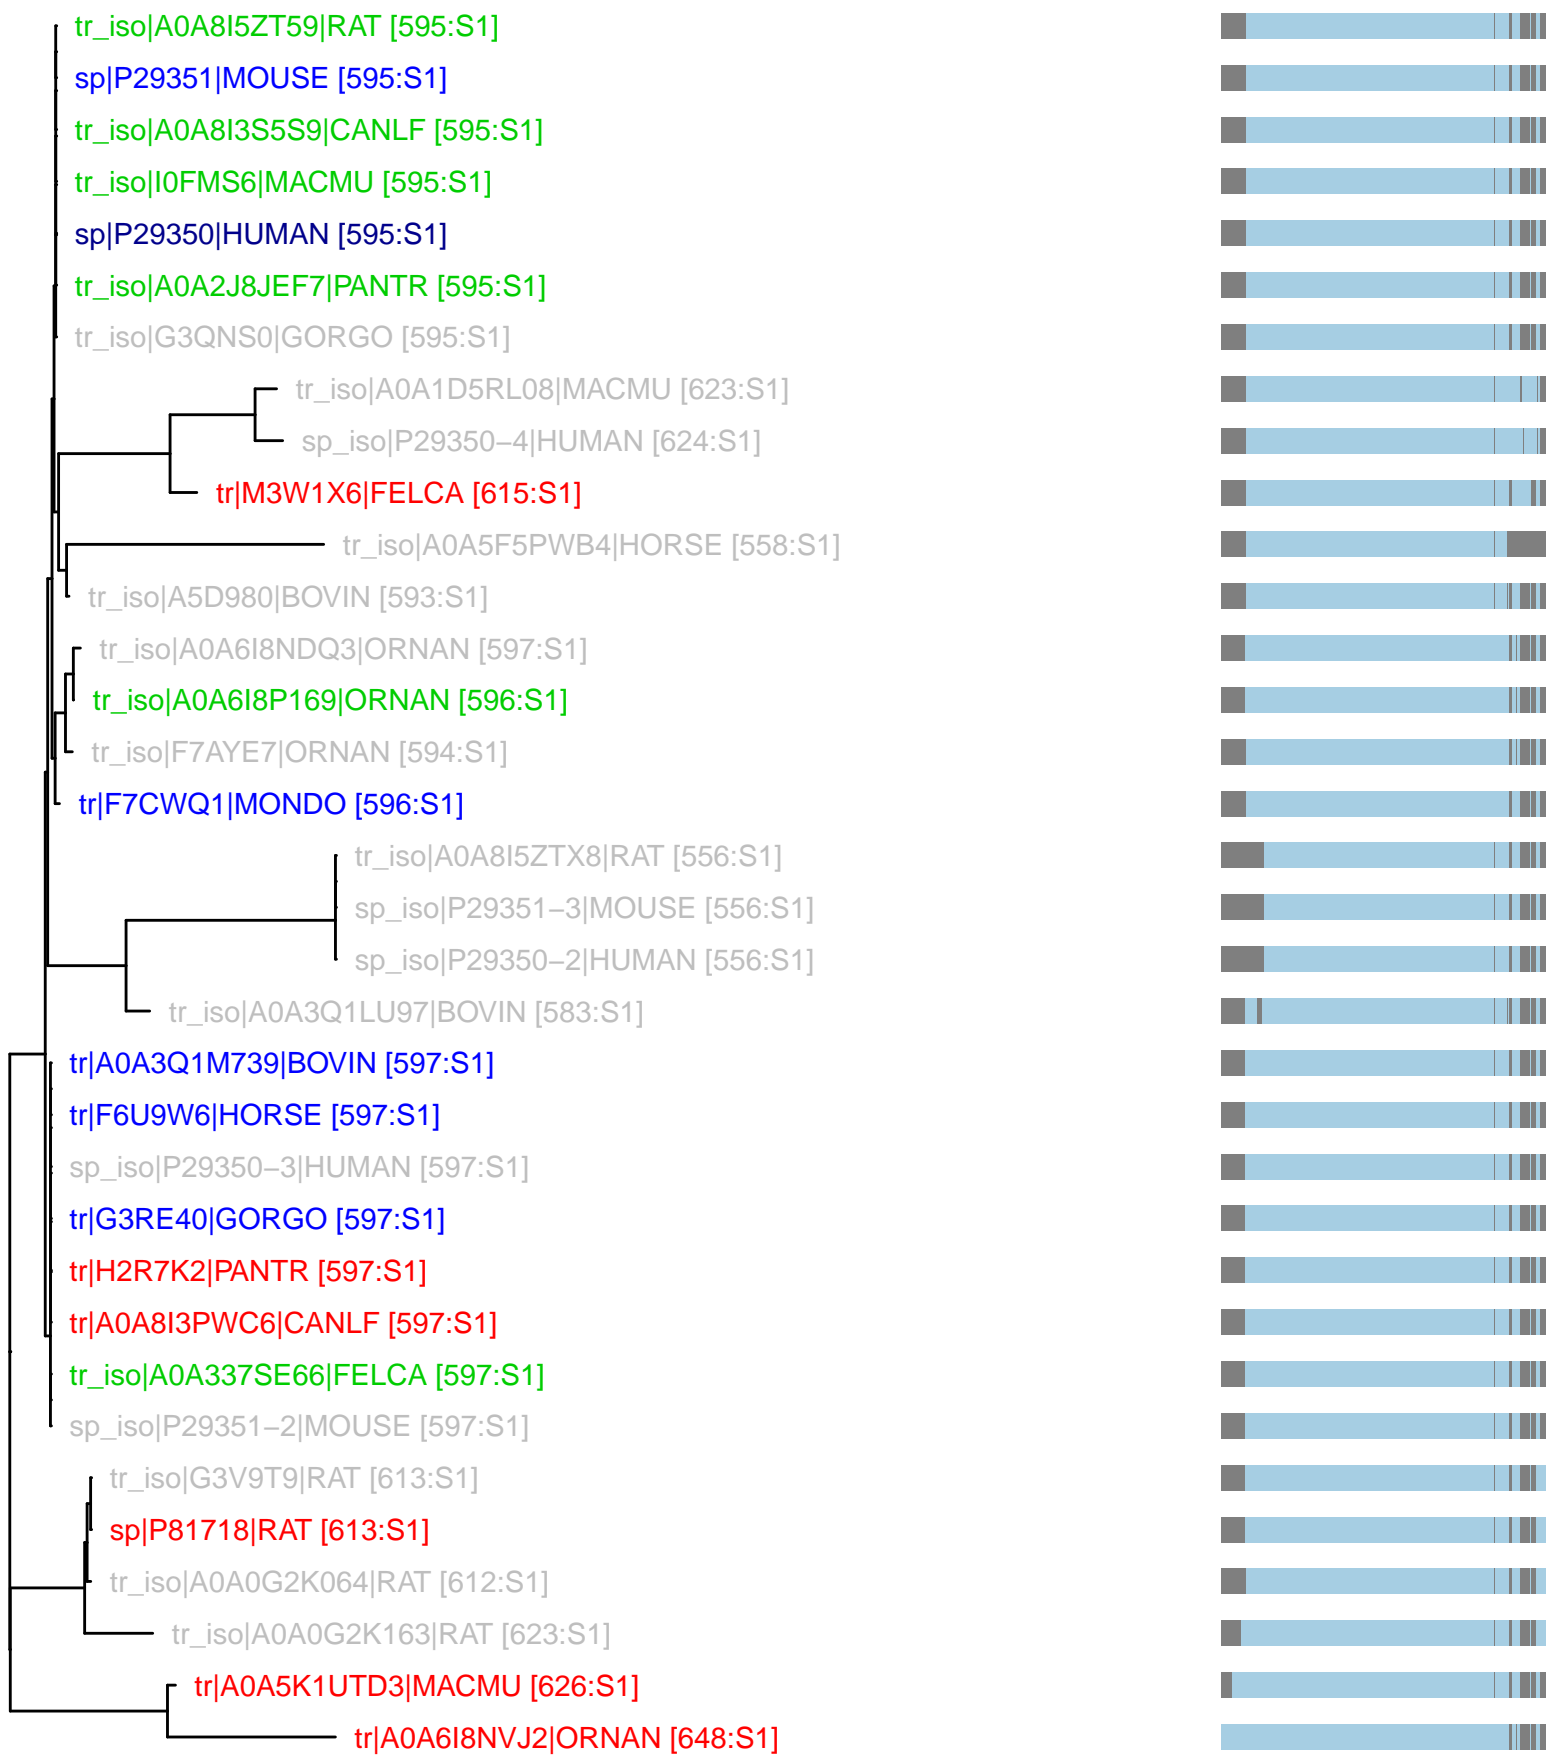 tr_iso|A0A8I5ZT59|RAT [595:S1]
sp|P29351|MOUSE [595:S1]
tr_iso|A0A8I3S5S9|CANLF [595:S1]
tr_iso|I0FMS6|MACMU [595:S1]
sp|P29350|HUMAN [595:S1]
tr_iso|A0A2J8JEF7|PANTR [595:S1]
tr_iso|G3QNS0|GORGO [595:S1]
tr_iso|A0A1D5RL08|MACMU [623:S1]
sp_iso|P29350−4|HUMAN [624:S1]
tr|M3W1X6|FELCA [615:S1]
tr_iso|A0A5F5PWB4|HORSE [558:S1]
tr_iso|A5D980|BOVIN [593:S1]
tr_iso|A0A6I8NDQ3|ORNAN [597:S1]
tr_iso|A0A6I8P169|ORNAN [596:S1]
tr_iso|F7AYE7|ORNAN [594:S1]
tr|F7CWQ1|MONDO [596:S1]
tr_iso|A0A8I5ZTX8|RAT [556:S1]
sp_iso|P29351−3|MOUSE [556:S1]
sp_iso|P29350−2|HUMAN [556:S1]
tr_iso|A0A3Q1LU97|BOVIN [583:S1]
tr|A0A3Q1M739|BOVIN [597:S1]
tr|F6U9W6|HORSE [597:S1]
sp_iso|P29350−3|HUMAN [597:S1]
tr|G3RE40|GORGO [597:S1]
tr|H2R7K2|PANTR [597:S1]
tr|A0A8I3PWC6|CANLF [597:S1]
tr_iso|A0A337SE66|FELCA [597:S1]
sp_iso|P29351−2|MOUSE [597:S1]
tr_iso|G3V9T9|RAT [613:S1]
sp|P81718|RAT [613:S1]
tr_iso|A0A0G2K064|RAT [612:S1]
tr_iso|A0A0G2K163|RAT [623:S1]
tr|A0A5K1UTD3|MACMU [626:S1]
tr|A0A6I8NVJ2|ORNAN [648:S1]